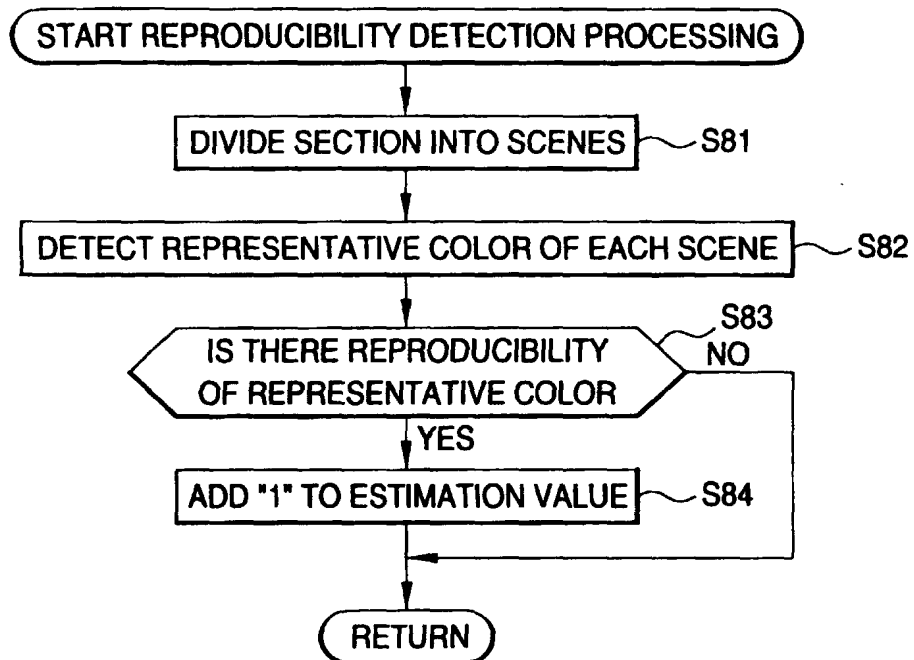 START REPRODUCIBILITY DETECTION PROCESSING
DIVIDE SECTION INTO SCENES
S81
DETECT REPRESENTATIVE COLOR OF EACH SCENE
S82
S83
IS THERE REPRODUCIBILITY
OF REPRESENTATIVE COLOR
NO
YES
ADD "1" TO ESTIMATION VALUE
S84
RETURN